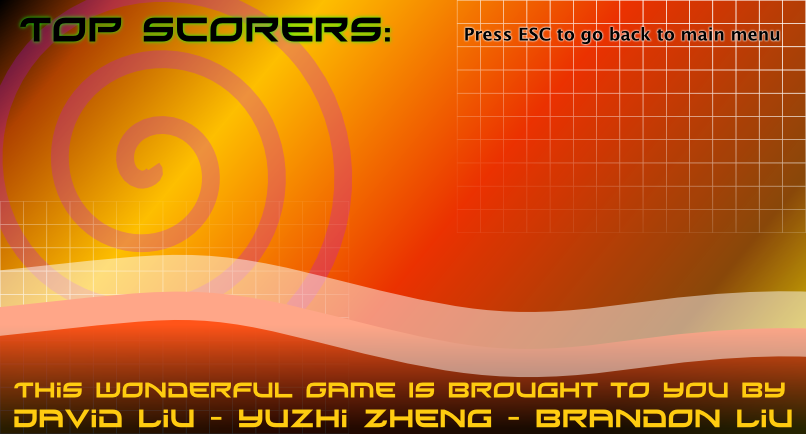 TOP SCORERS:
Press ESC to go back to main menu
THiS WONDERFUL GAME IS BROUGHT TO YOU BY
DAViD LiU - YUZHi ZHENG - BRANDON LiU